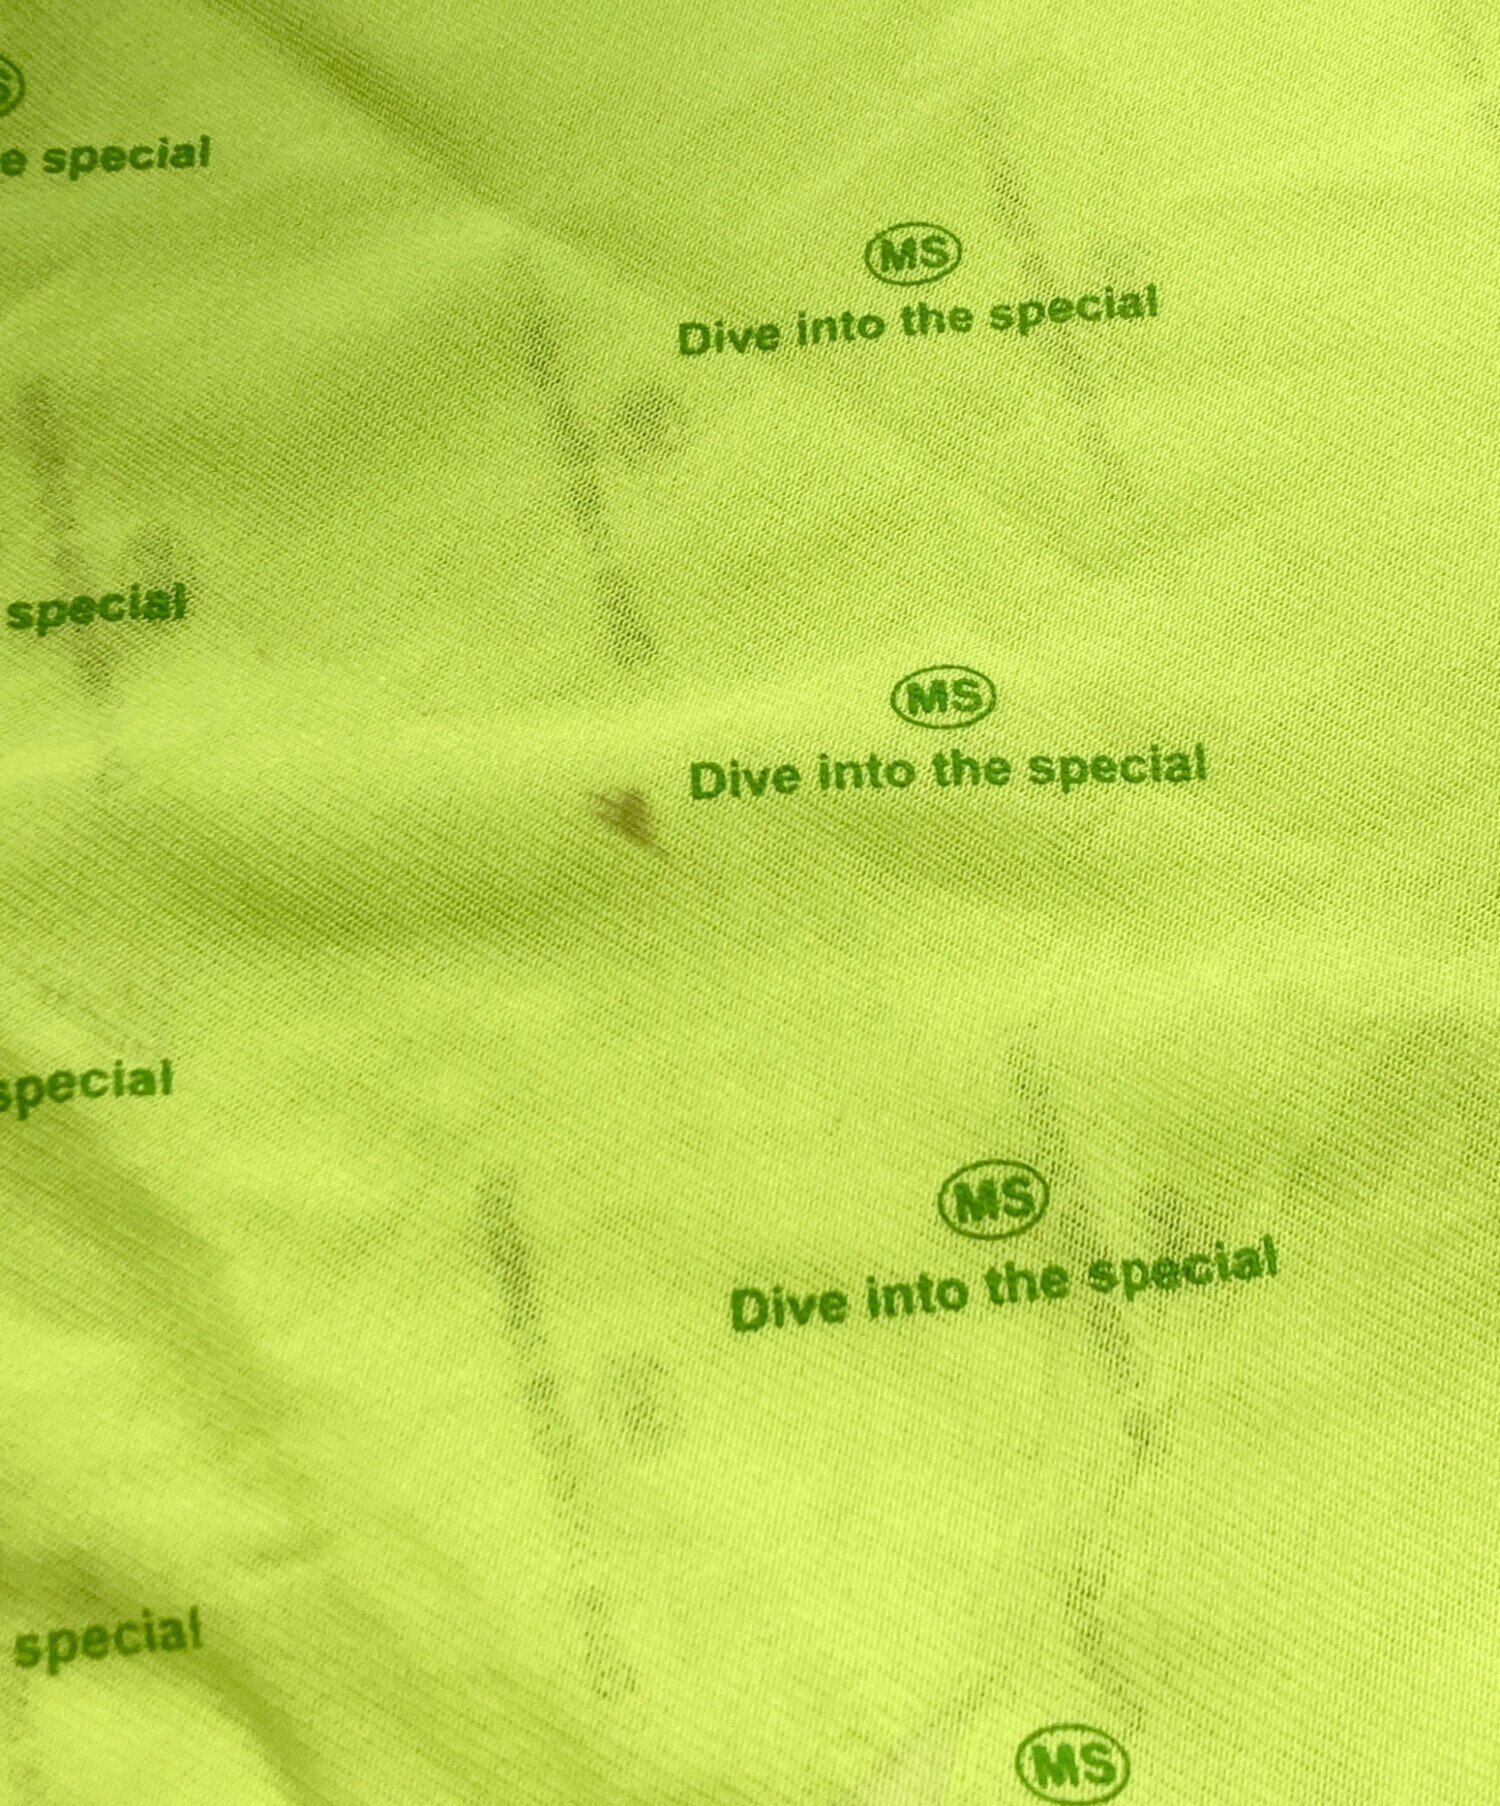 e special
MS
Dive into the special
special
MS
Dive into the special
special
MS
Dive into the special
special
MS